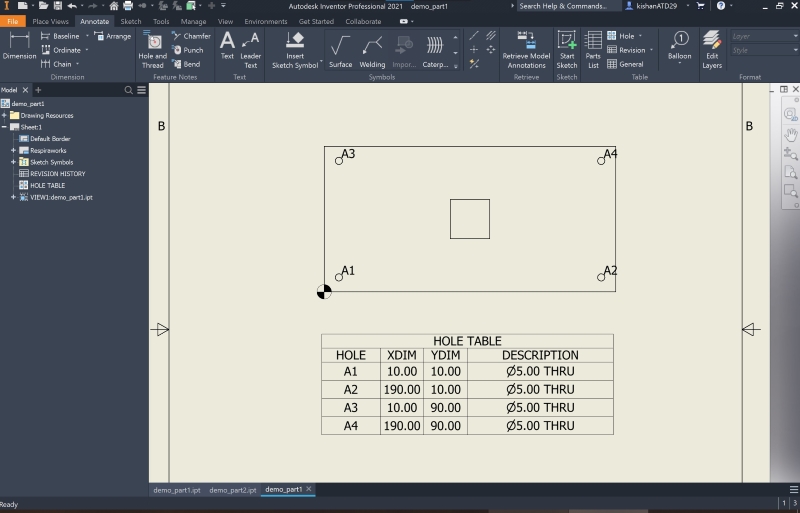 Autodesk Inventor Professional 2021 demo_part1
Search Help & Commands...
kishanATD29
File Place Views Annotate Sketch Tools Manage View Environments Get Started Collaborate
Dimension
Baseline
Ordinate
Chain
Arrange
Dimension
Hole and Thread
Chamfer
Punch
Bend
Feature Notes
Text
Leader Text
Text
Insert Sketch Symbol
Surface
Welding
Impor...
Caterp...
Symbols
Retrieve Model Annotations
Retrieve
Start Sketch
Sketch
Parts List
Hole
Revision
General
Table
Balloon
Edit Layers
Layer
Style
Format
Model
demo_part1
Drawing Resources
Sheet:1
Default Border
Respiraworks
Sketch Symbols
REVISION HISTORY
HOLE TABLE
VIEW1:demo_part1.ipt
B
B
A3
A4
A1
A2
HOLE TABLE
HOLE XDIM YDIM DESCRIPTION
A1 10.00 10.00 Ø5.00 THRU
A2 190.00 10.00 Ø5.00 THRU
A3 10.00 90.00 Ø5.00 THRU
A4 190.00 90.00 Ø5.00 THRU
demo_part1.ipt demo_part2.ipt demo_part1
Ready
1 3